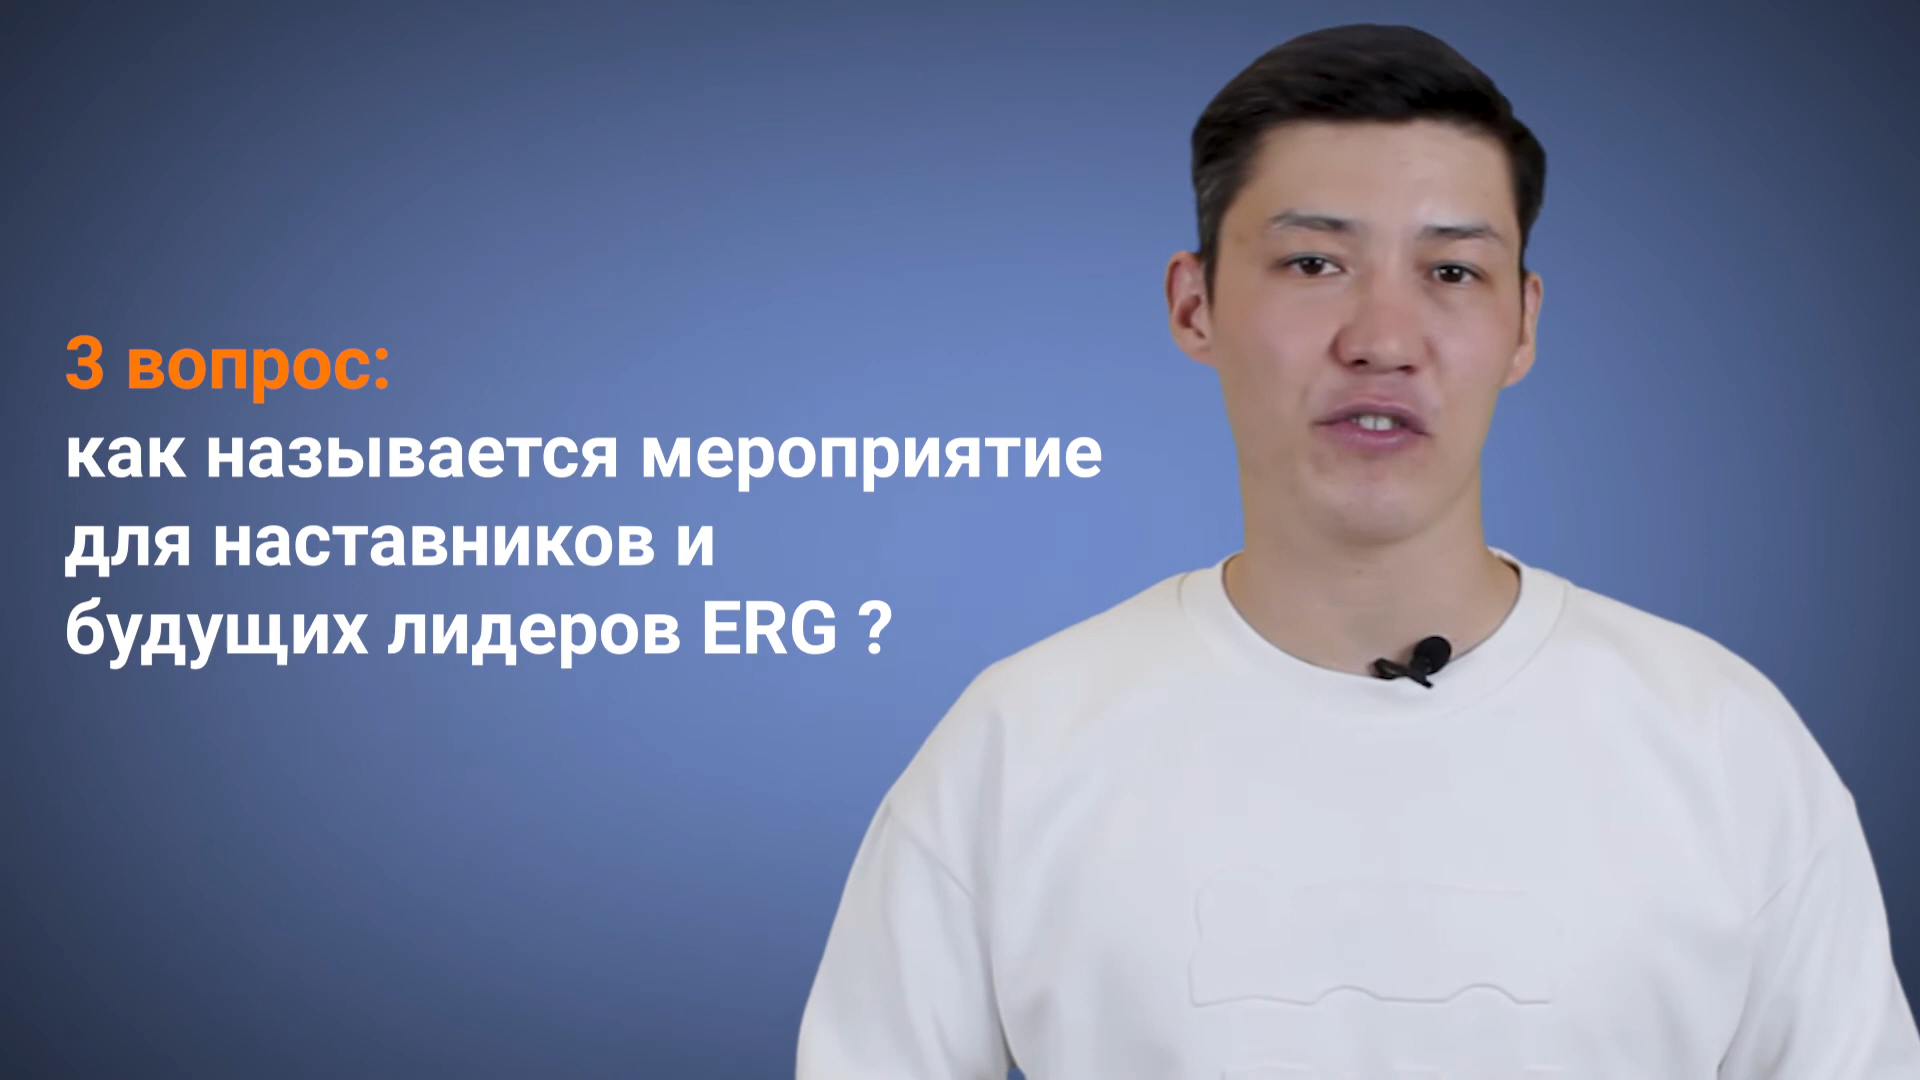 3 вопрос:
как называется мероприятие
для наставников и
будущих лидеров ERG ?